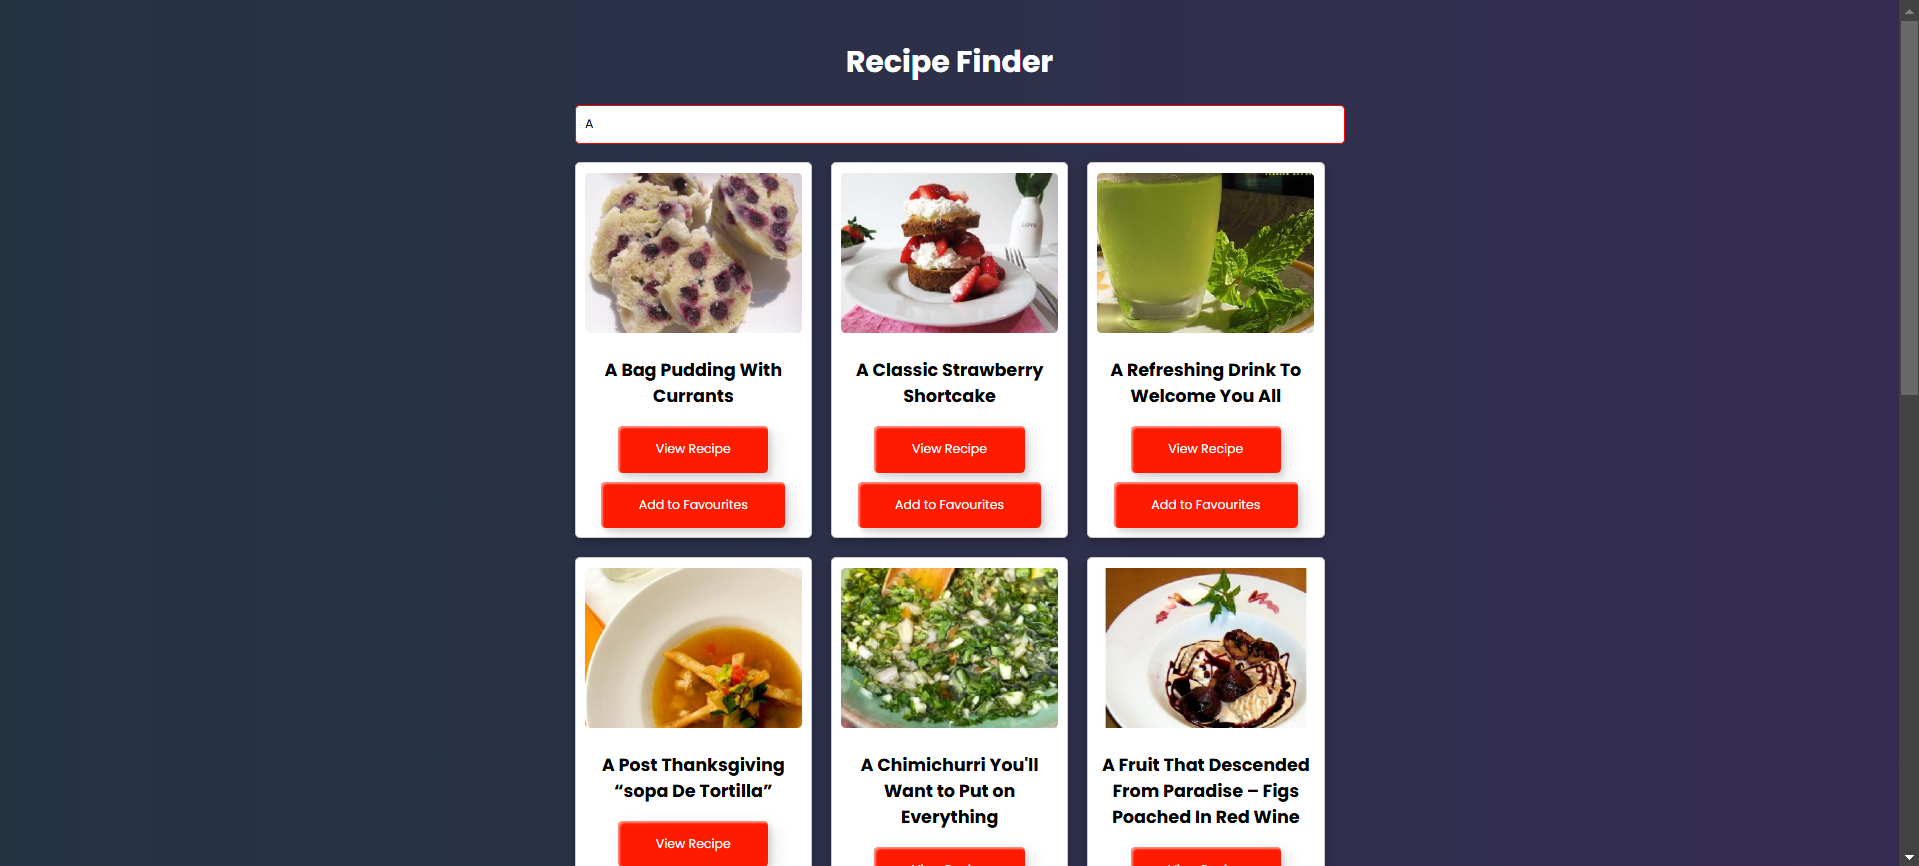 Recipe Finder
A
LOVE
A Bag Pudding With
Currants
View Recipe
Add to Favourites
A Classic Strawberry
Shortcake
View Recipe
Add to Favourites
A Refreshing Drink To
Welcome You All
View Recipe
Add to Favourites
A Post Thanksgiving
“sopa De Tortilla”
View Recipe
A Chimichurri You'll
Want to Put on
Everything
A Fruit That Descended
From Paradise – Figs
Poached In Red Wine